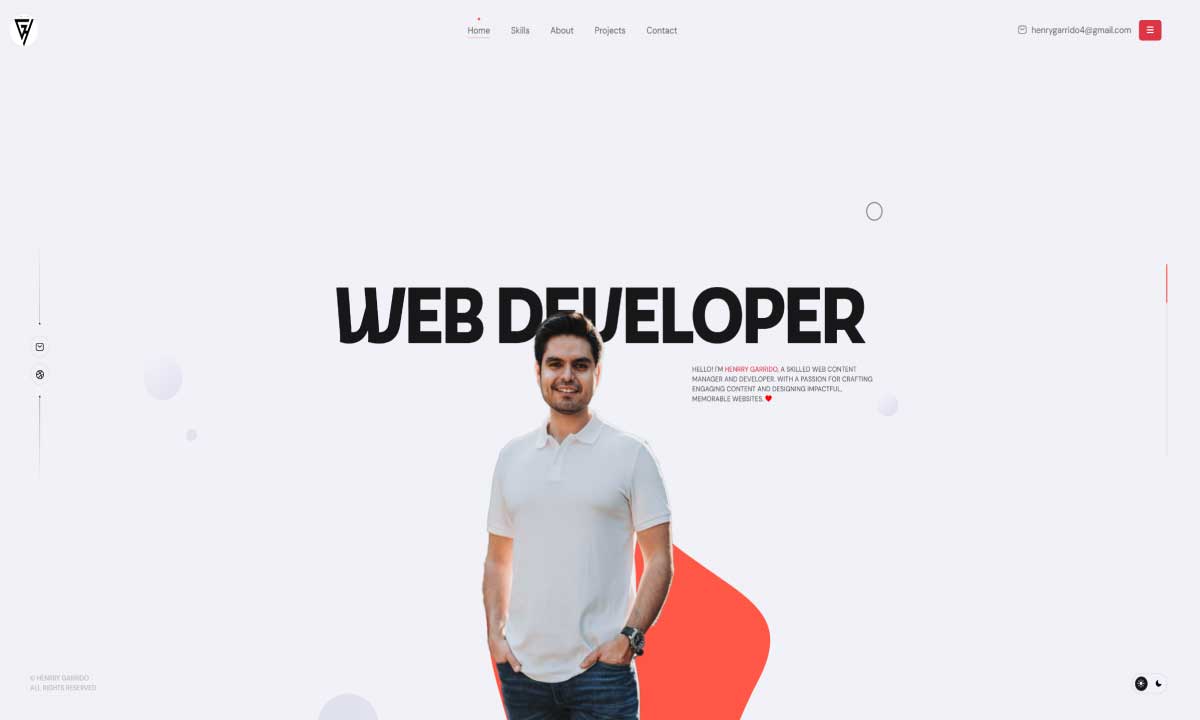 Home
Skills
About
Projects
Contact
henrygarrido4@gmail.com
WEB DEVELOPER
HELLO! I'M HENRRY GARRIDO, A SKILLED WEB CONTENT
MANAGER AND DEVELOPER. WITH A PASSION FOR CRAFTING
ENGAGING CONTENT AND DESIGNING IMPACTFUL,
MEMORABLE WEBSITES.
© HENRRY GARRIDO
ALL RIGHTS RESERVED